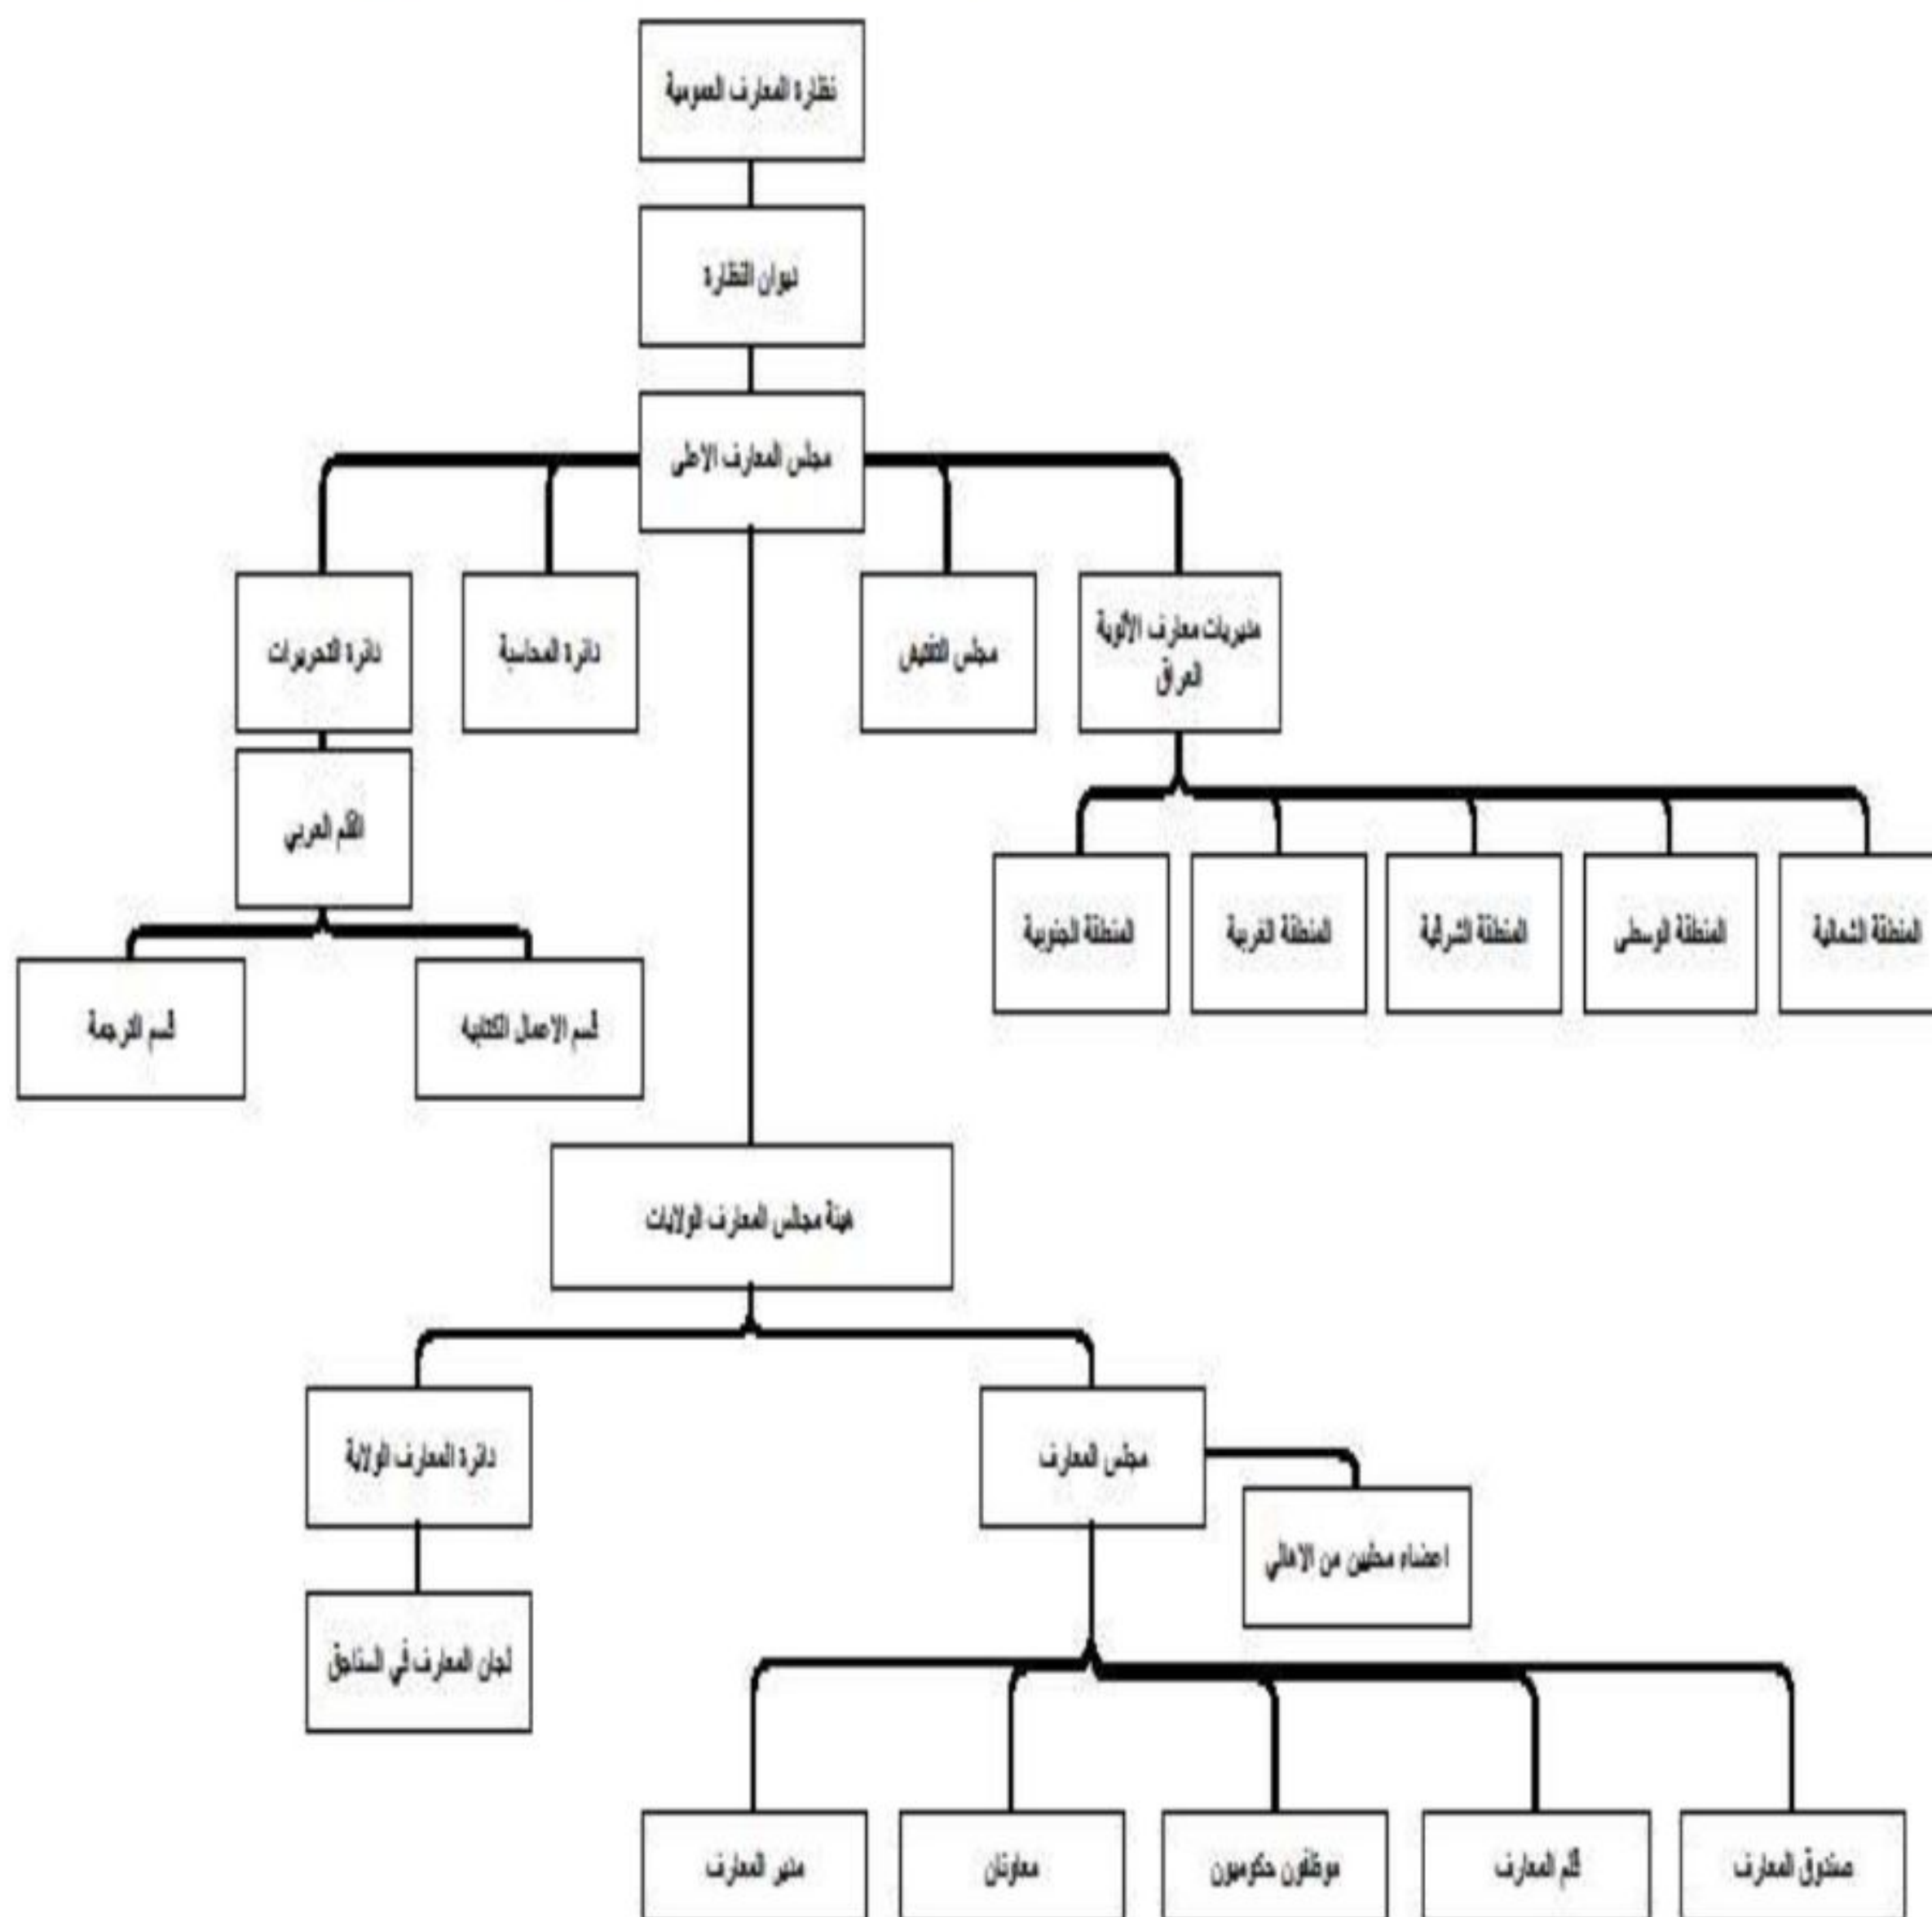 نظارة المعارف العمومية
ديوان النظارة
مجلس المعارف الاعلى
مديريات معارف الألوية
العراق
مجلس التفتيش
دائرة المحاسبة
دائرة التحريرات
القلم العربي
المنطقة الشمالية
المنطقة الوسطى
المنطقة الشرقية
المنطقة الغربية
المنطقة الجنوبية
قسم الاعمال الكتابيه
قسم الترجمة
هيئة مجالس المعارف الولايات
مجلس المعارف
دائرة المعارف الولاية
اعضاء محليين من الاهالي
لجان المعارف في السناجق
صندوق المعارف
قلم المعارف
موظفون حكوميون
معاونان
مدير المعارف